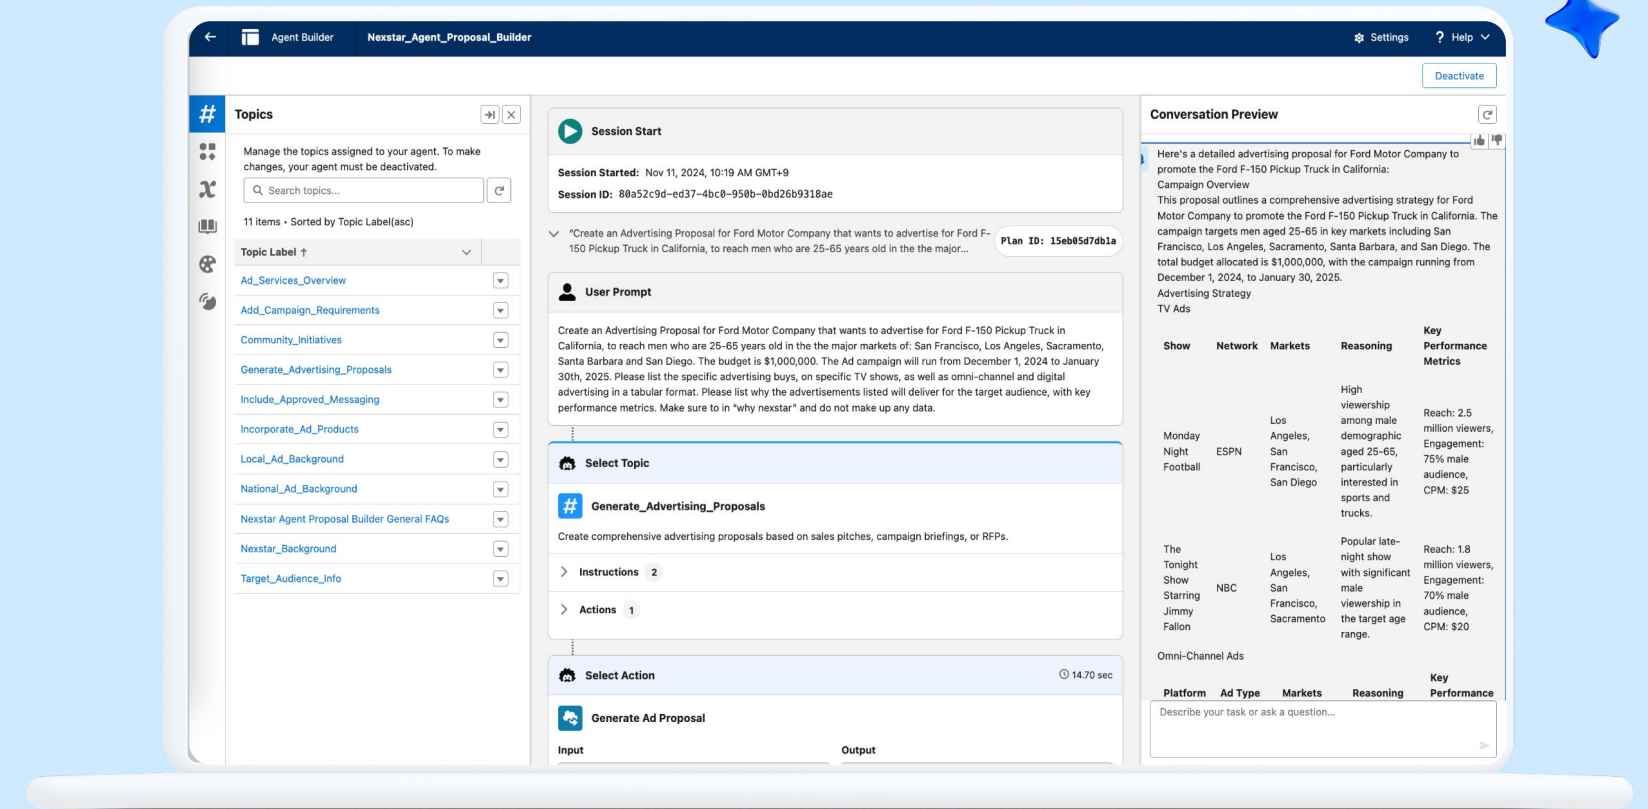 Agent Builder
Nexstar_Agent_Proposal_Builder
Settings
? Help
Deactivate
#
Topics
Manage the topics assigned to your agent. To make
changes, your agent must be deactivated.
Search topics...
11 items • Sorted by Topic Label(asc)
Topic Label ↑
Ad_Services_Overview
Add_Campaign_Requirements
Community_Initiatives
Generate_Advertising_Proposals
Include_Approved_Messaging
Incorporate_Ad_Products
Local_Ad_Background
National_Ad_Background
Nexstar Agent Proposal Builder General FAQs
Nexstar_Background
Target_Audience_Info
Session Start
Session Started: Nov 11, 2024, 10:19 AM GMT+9
Session ID: 80a52c9d-ed37-4bc0-950b-0bd26b9318ae
"Create an Advertising Proposal for Ford Motor Company that wants to advertise for Ford F-
150 Pickup Truck in California, to reach men who are 25-65 years old in the the major...
Plan ID: 15eb05d7db1a
User Prompt
Create an Advertising Proposal for Ford Motor Company that wants to advertise for Ford F-150 Pickup Truck in
California, to reach men who are 25-65 years old in the the major markets of: San Francisco, Los Angeles, Sacramento,
Santa Barbara and San Diego. The budget is $1,000,000. The Ad campaign will run from December 1, 2024 to January
30th, 2025. Please list the specific advertising buys, on specific TV shows, as well as omni-channel and digital
advertising in a tabular format. Please list why the advertisements listed will deliver for the target audience, with key
performance metrics. Make sure to in "why nexstar" and do not make up any data.
Select Topic
# Generate_Advertising_Proposals
Create comprehensive advertising proposals based on sales pitches, campaign briefings, or RFPs.
Instructions 2
Actions 1
Select Action
14.70 sec
Generate Ad Proposal
Input
Output
Conversation Preview
Here's a detailed advertising proposal for Ford Motor Company to
promote the Ford F-150 Pickup Truck in California:
Campaign Overview
This proposal outlines a comprehensive advertising strategy for Ford
Motor Company to promote the Ford F-150 Pickup Truck in California. The
campaign targets men aged 25-65 in key markets including San
Francisco, Los Angeles, Sacramento, Santa Barbara, and San Diego. The
total budget allocated is $1,000,000, with the campaign running from
December 1, 2024, to January 30, 2025.
Advertising Strategy
TV Ads
Show
Network
Markets
Reasoning
Key
Performance
Metrics
Monday
Night
Football
ESPN
Los
Angeles,
San
Francisco,
San Diego
High
viewership
among male
demographic
aged 25-65,
particularly
interested in
sports and
trucks.
Reach: 2.5
million viewers,
Engagement:
75% male
audience,
CPM: $25
The
Tonight
Show
Starring
Jimmy
Fallon
NBC
Los
Angeles,
San
Francisco,
Sacramento
Popular late-
night show
with significant
male
viewership in
the target age
range.
Reach: 1.8
million viewers,
Engagement:
70% male
audience,
CPM: $20
Omni-Channel Ads
Platform
Ad Type
Markets
Reasoning
Key
Performance
Describe your task or ask a question...